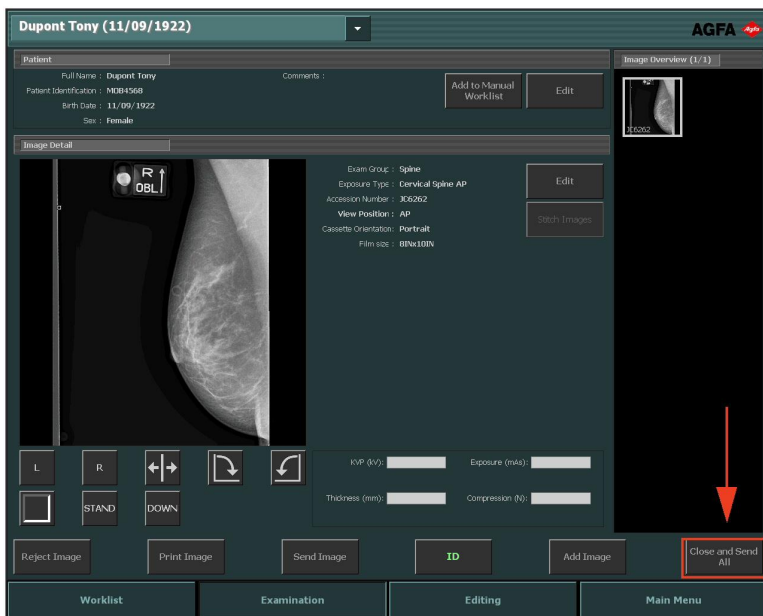 Dupont Tony (11/09/1922)
AGFA
Agfa
Patient
Full Name : Dupont Tony
Comments :
Patient Identification : MOB4568
Birth Date : 11/09/1922
Sex : Female
Add to Manual
Worklist
Edit
Image Overview (1/1)
JC6262
Image Detail
R
OBL
Exam Group : Spine
Exposure Type : Cervical Spine AP
Accession Number : JC6262
View Position : AP
Cassette Orientation: Portrait
Film size : 8INx10IN
Edit
Stitch Images
L
R
STAND
DOWN
KVP (kV):
Exposure (mAs):
Thickness (mm):
Compression (N):
Reject Image
Print Image
Send Image
ID
Add Image
Close and Send
All
Worklist
Examination
Editing
Main Menu